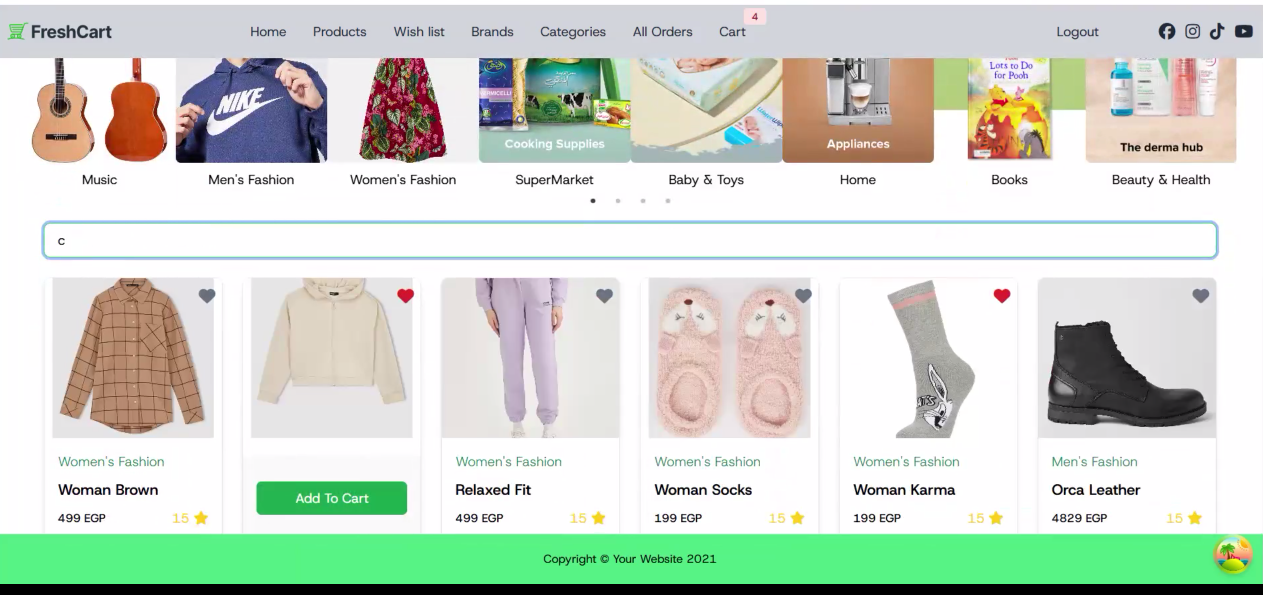 FreshCart
Home Products Wish list Brands Categories All Orders Cart 4
Logout
NIKE
VERMICELLI
Cooking Supplies
Appliances
Lots to Do
for Pooh
The derma hub
Music Men's Fashion Women's Fashion SuperMarket Baby & Toys Home Books Beauty & Health
c
Women's Fashion
Woman Brown
499 EGP 15
Add To Cart
Women's Fashion
Relaxed Fit
499 EGP 15
Women's Fashion
Woman Socks
199 EGP 15
Women's Fashion
Woman Karma
199 EGP 15
Men's Fashion
Orca Leather
4829 EGP 15
Copyright © Your Website 2021